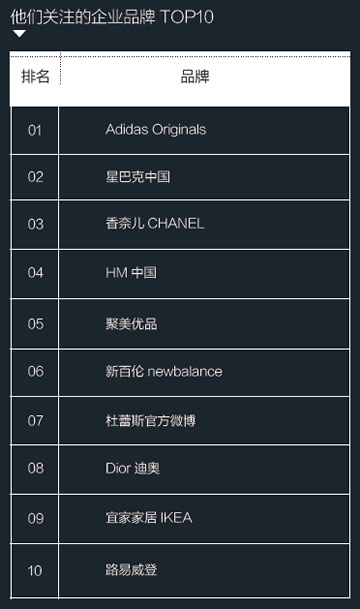 他们关注的企业品牌 TOP10
排名 品牌
01 Adidas Originals
02 星巴克中国
03 香奈儿 CHANEL
04 HM 中国
05 聚美优品
06 新百伦 newbalance
07 杜蕾斯官方微博
08 Dior 迪奥
09 宜家家居 IKEA
10 路易威登